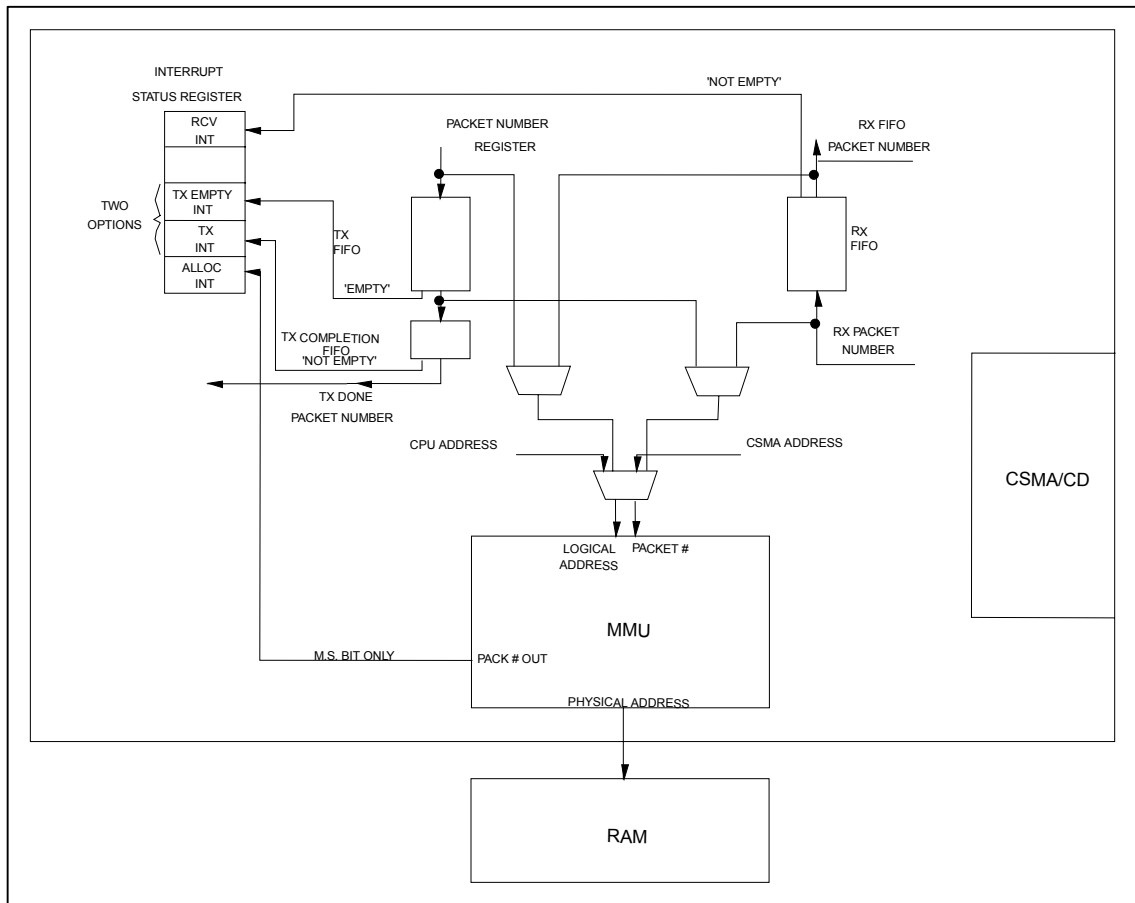 INTERRUPT
STATUS REGISTER
RCV
INT
TX EMPTY
INT
TX
INT
ALLOC
INT
TWO
OPTIONS
'NOT EMPTY'
PACKET NUMBER
REGISTER
RX FIFO
PACKET NUMBER
TX
FIFO
RX
FIFO
'EMPTY'
TX COMPLETION
FIFO
'NOT EMPTY'
RX PACKET
NUMBER
TX DONE
PACKET NUMBER
CPU ADDRESS
CSMA ADDRESS
CSMA/CD
LOGICAL
ADDRESS
PACKET #
MMU
M.S. BIT ONLY
PACK # OUT
PHYSICAL ADDRESS
RAM